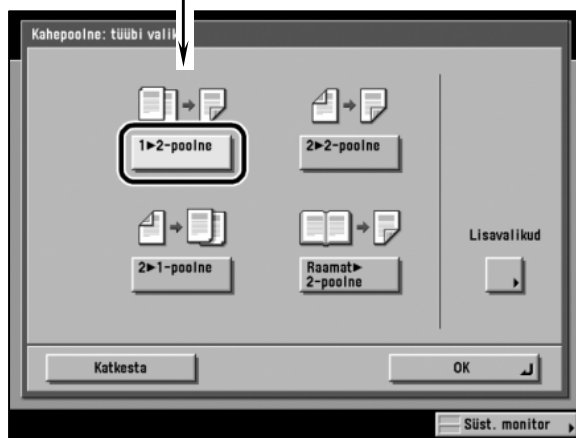 Kahepoolne: tüübi valik
1►2-poolne
2►2-poolne
2►1-poolne
Raamat►
2-poolne
Lisavalikud
Katkesta
OK
Süst. monitor